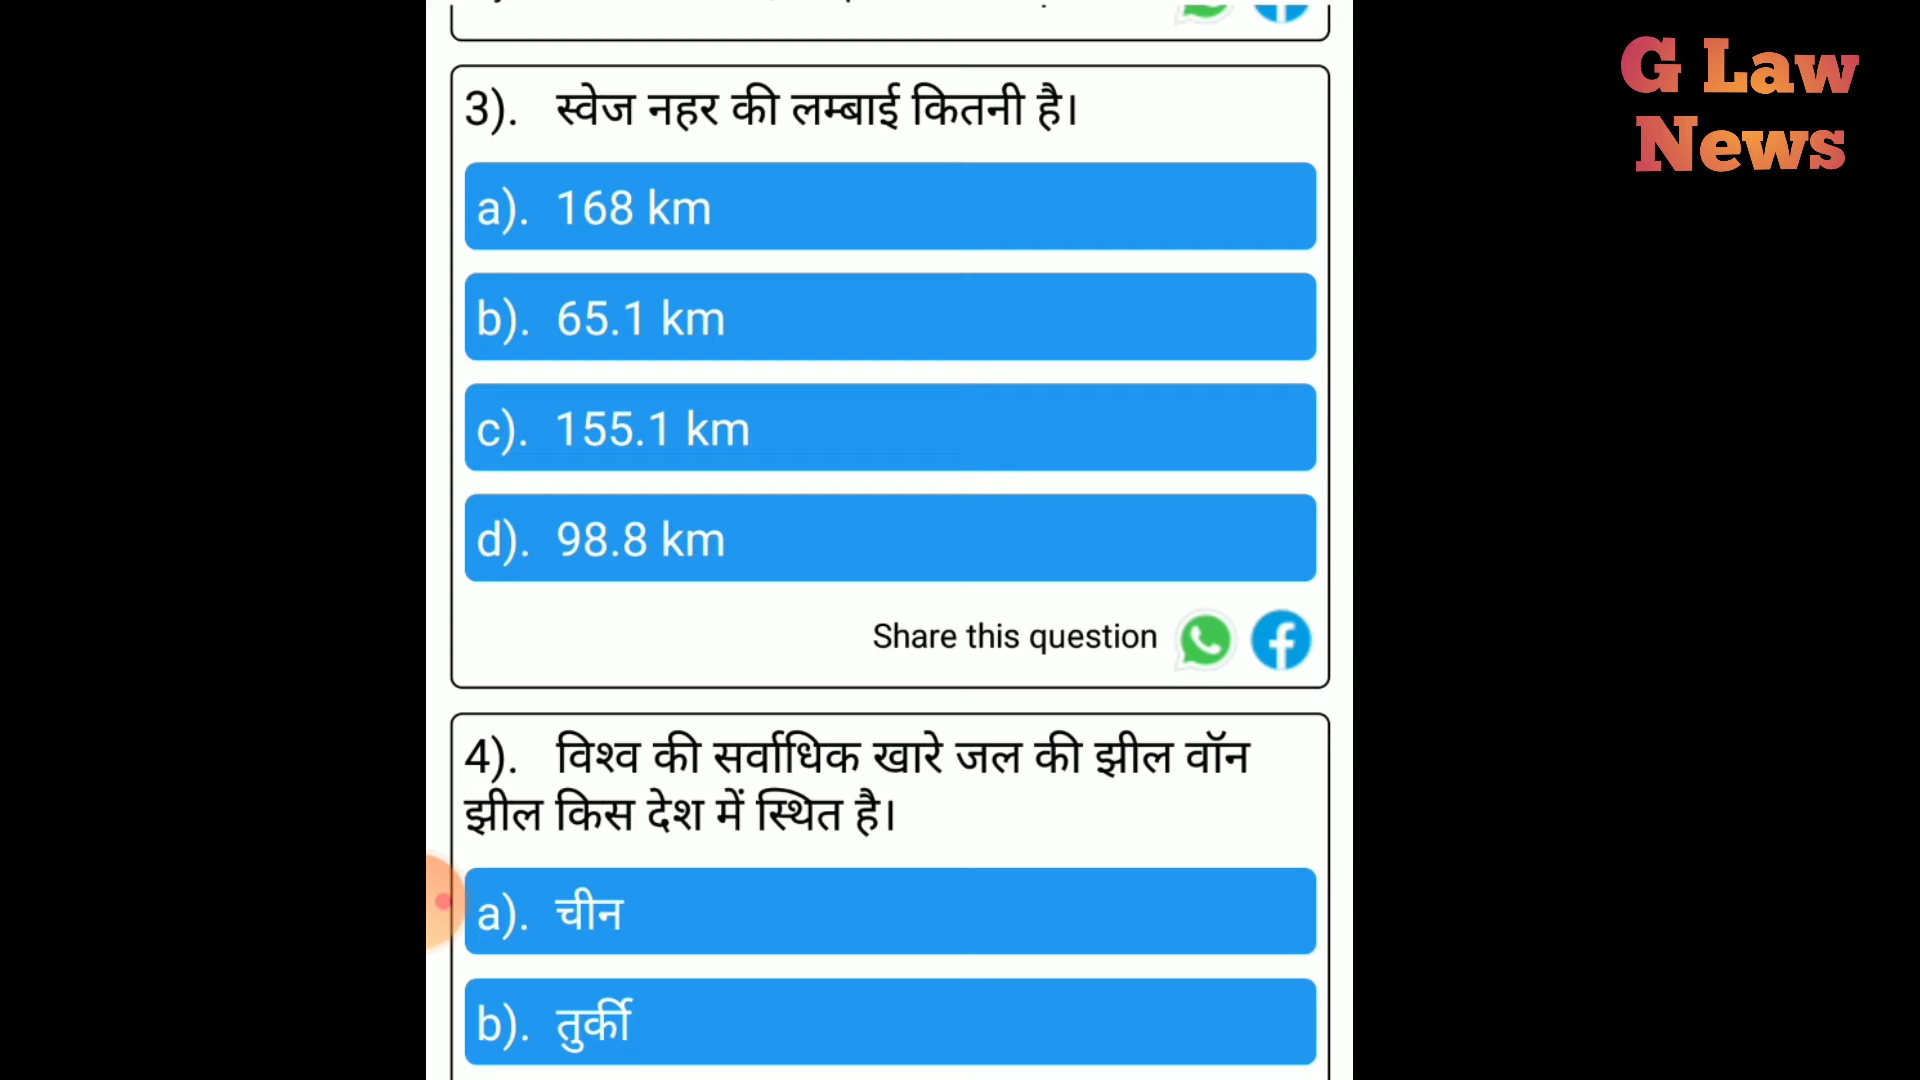 3). स्वेज नहर की लम्बाई कितनी है।
a). 168 km
b). 65.1 km
c). 155.1 km
d). 98.8 km
Share this question
4). विश्व की सर्वाधिक खारे जल की झील वॉन
झील किस देश में स्थित है।
a). चीन
b). तुर्की
G Law
News